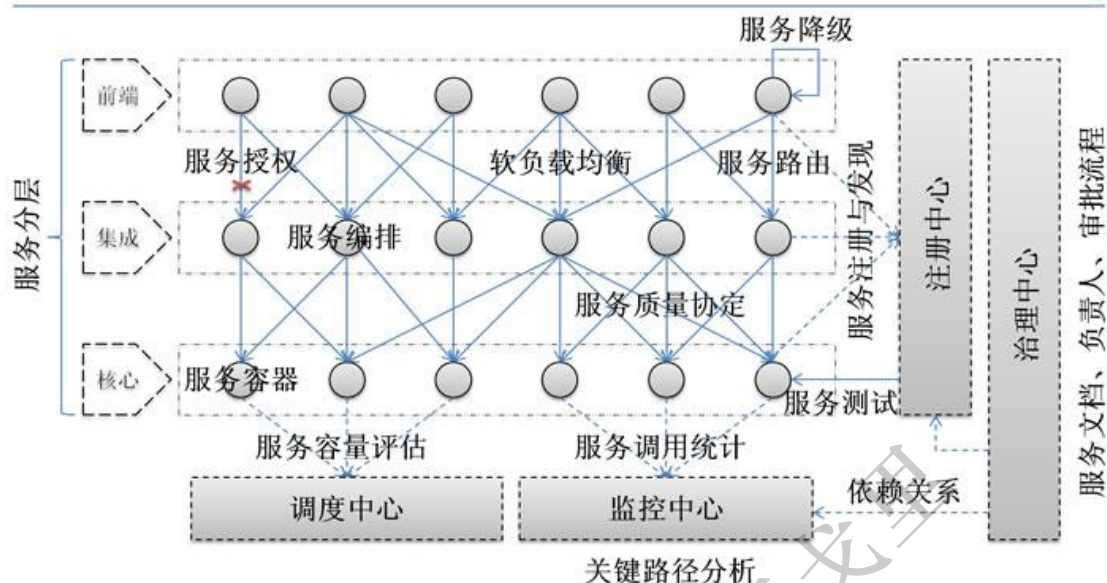 服务降级
前端
服务授权
软负载均衡
服务路由
服务分层
集成
服务编排
服务注册与发现
注册中心
治理中心
服务文档、负责人、审批流程
服务质量协定
核心
服务容器
服务测试
服务容量评估
服务调用统计
调度中心
监控中心
依赖关系
关键路径分析
戈里